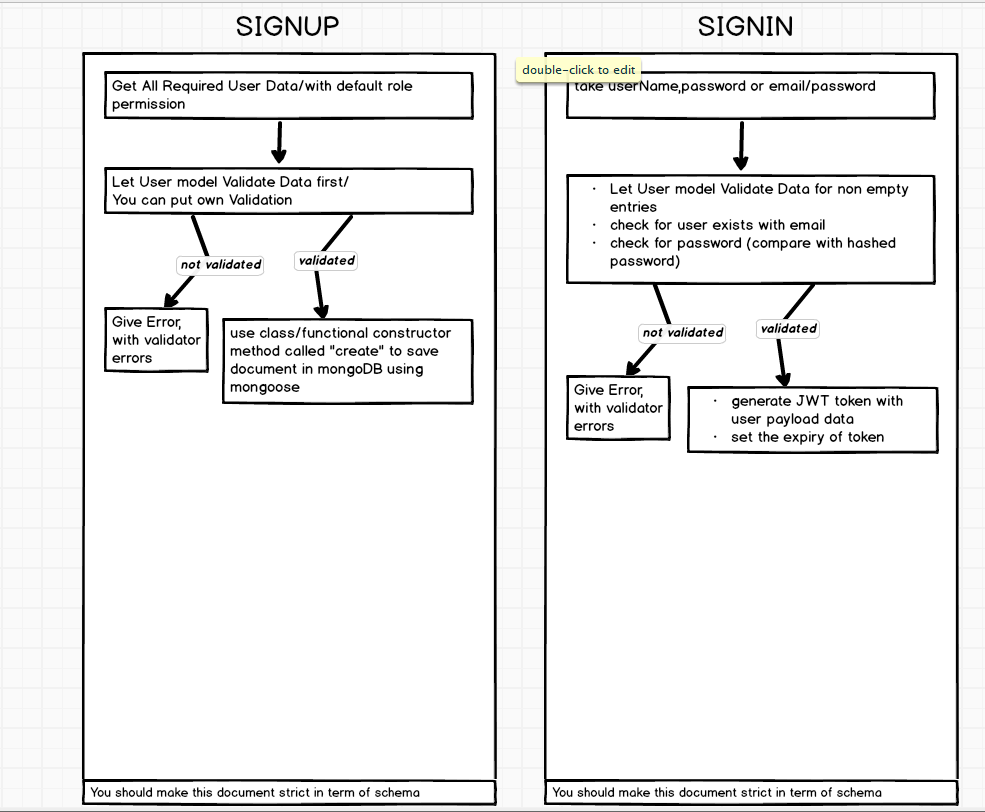 SIGNUP
Get All Required User Data/with default role
permission
Let User model Validate Data first/
You can put own Validation
not validated
validated
Give Error,
with validator
errors
use class/functional constructor
method called "create" to save
document in mongoDB using
mongoose
You should make this document strict in term of schema
SIGNIN
double-click to edit
take userName,password or email/password
· Let User model Validate Data for non empty
entries
· check for user exists with email
· check for password (compare with hashed
password)
not validated
validated
Give Error,
with validator
errors
· generate JWT token with
user payload data
· set the expiry of token
You should make this document strict in term of schema